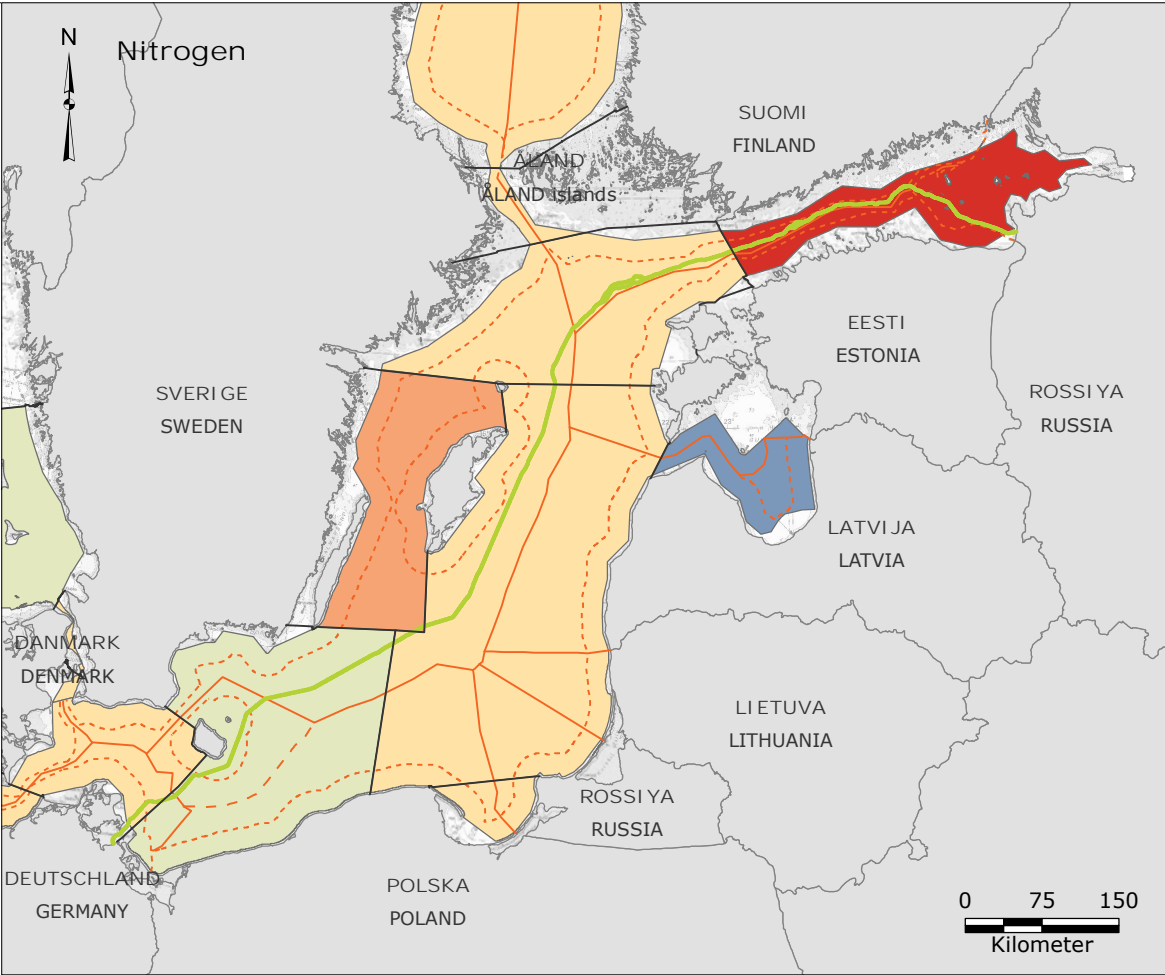 N
Nitrogen
SUOMI
FINLAND
ÅLAND
ÅLAND islands
EESTI
ESTONIA
ROSSIYA
RUSSIA
SVERIGE
SWEDEN
LATVIJA
LATVIA
DANMARK
DENMARK
LIETUVA
LITHUANIA
ROSSIYA
RUSSIA
DEUTSCHLAND
GERMANY
POLSKA
POLAND
0 75 150
Kilometer